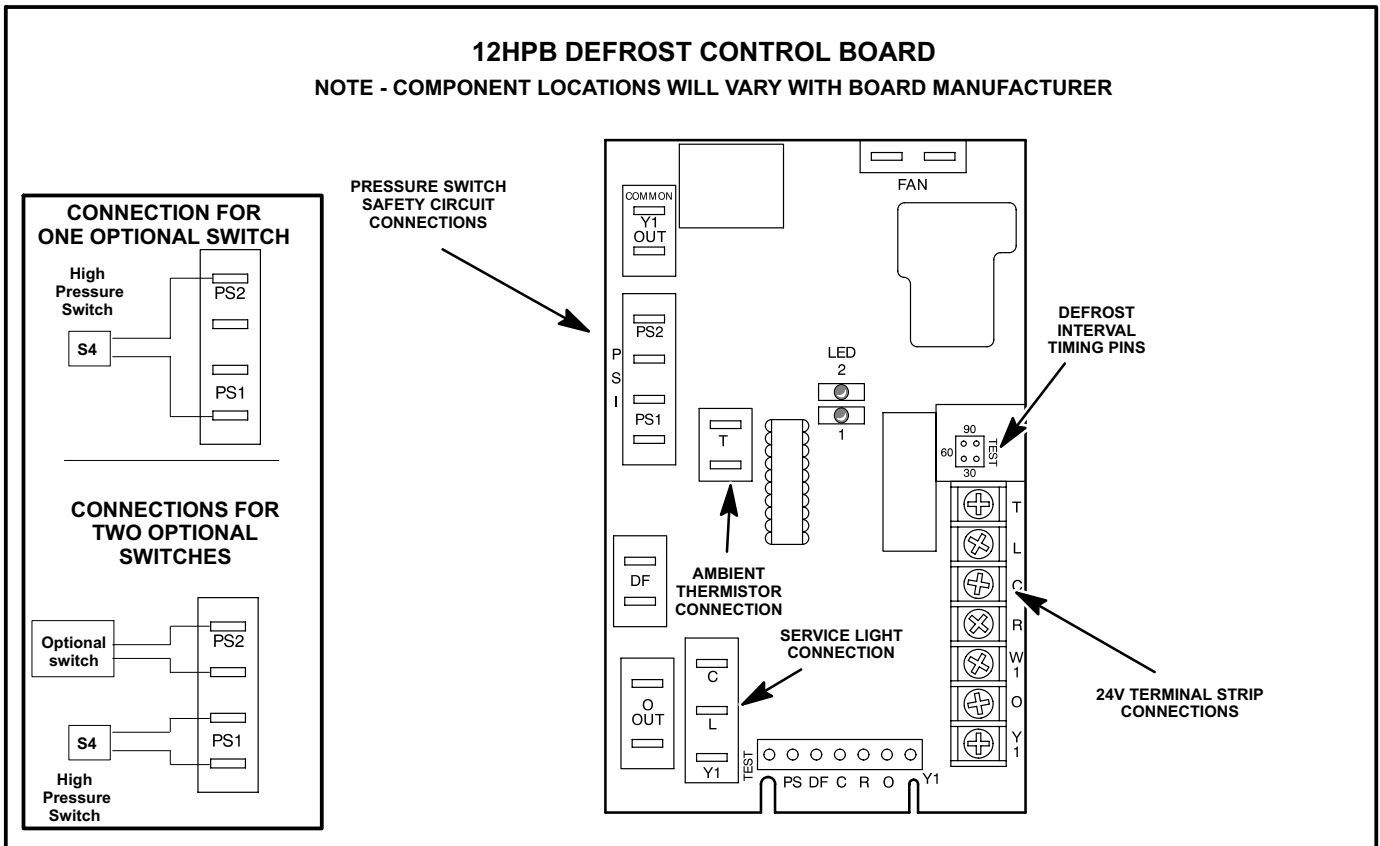 12HPB DEFROST CONTROL BOARD
NOTE - COMPONENT LOCATIONS WILL VARY WITH BOARD MANUFACTURER
CONNECTION FOR
ONE OPTIONAL SWITCH
High
Pressure
Switch
S4
PS2
PS1
CONNECTIONS FOR
TWO OPTIONAL
SWITCHES
Optional
switch
PS2
S4
PS1
High
Pressure
Switch
PRESSURE SWITCH
SAFETY CIRCUIT
CONNECTIONS
COMMON
Y1
OUT
FAN
P
S
I
PS2
PS1
LED
2
1
T
DEFROST
INTERVAL
TIMING PINS
90
60
30
TEST
AMBIENT
THERMISTOR
CONNECTION
DF
SERVICE LIGHT
CONNECTION
O
OUT
C
L
Y1
TEST
PS DF C R O Y1
T
L
C
R
W
1
O
Y
1
24V TERMINAL STRIP
CONNECTIONS